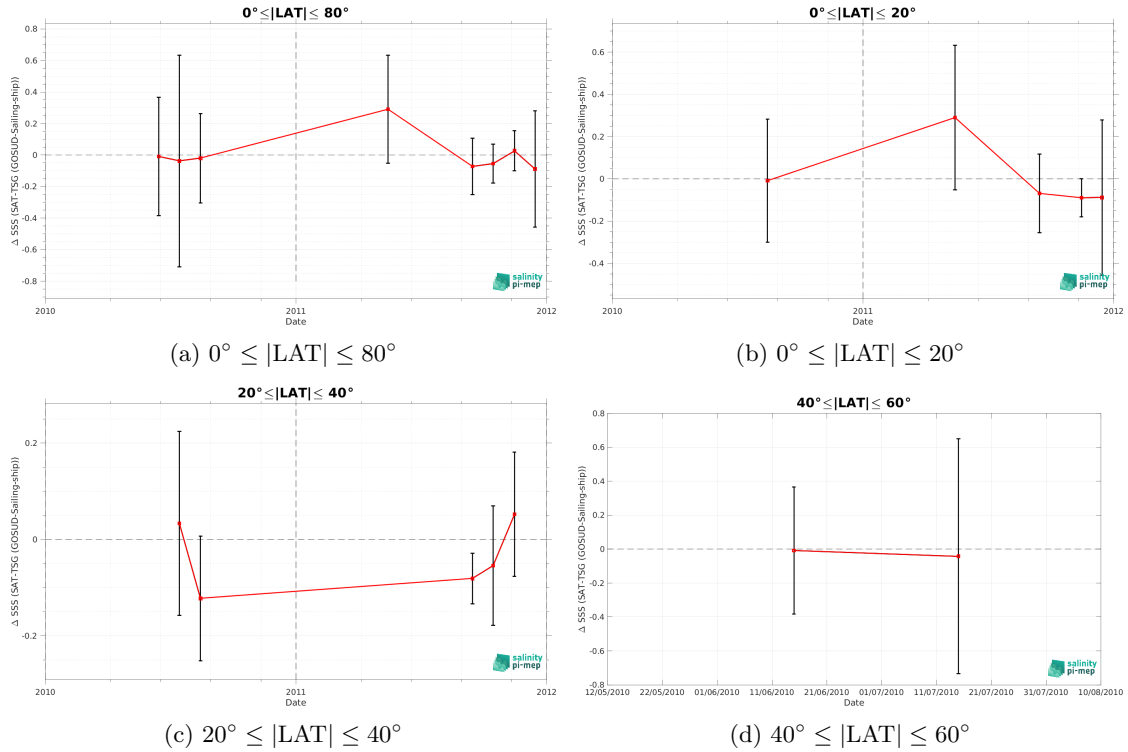 0°≤|LAT|≤ 80°
Δ SSS (SAT-TSG (GOSUD-Sailing-ship))
0.8
0.6
0.4
0.2
0
-0.2
-0.4
-0.6
-0.8
2010
2011
2012
Date
salinity
pi-mep
(a) 0° ≤ |LAT| ≤ 80°
0°≤|LAT|≤ 20°
Δ SSS (SAT-TSG (GOSUD-Sailing-ship))
0.6
0.4
0.2
0
-0.2
-0.4
2010
2011
2012
Date
salinity
pi-mep
(b) 0° ≤ |LAT| ≤ 20°
20°≤|LAT|≤ 40°
Δ SSS (SAT-TSG (GOSUD-Sailing-ship))
0.2
0
-0.2
2010
2011
2012
Date
salinity
pi-mep
(c) 20° ≤ |LAT| ≤ 40°
40°≤|LAT|≤ 60°
Δ SSS (SAT-TSG (GOSUD-Sailing-ship))
0.8
0.6
0.4
0.2
0
-0.2
-0.4
-0.6
-0.8
12/05/2010 22/05/2010 01/06/2010 11/06/2010 21/06/2010 01/07/2010 11/07/2010 21/07/2010 31/07/2010 10/08/2010
Date
salinity
pi-mep
(d) 40° ≤ |LAT| ≤ 60°